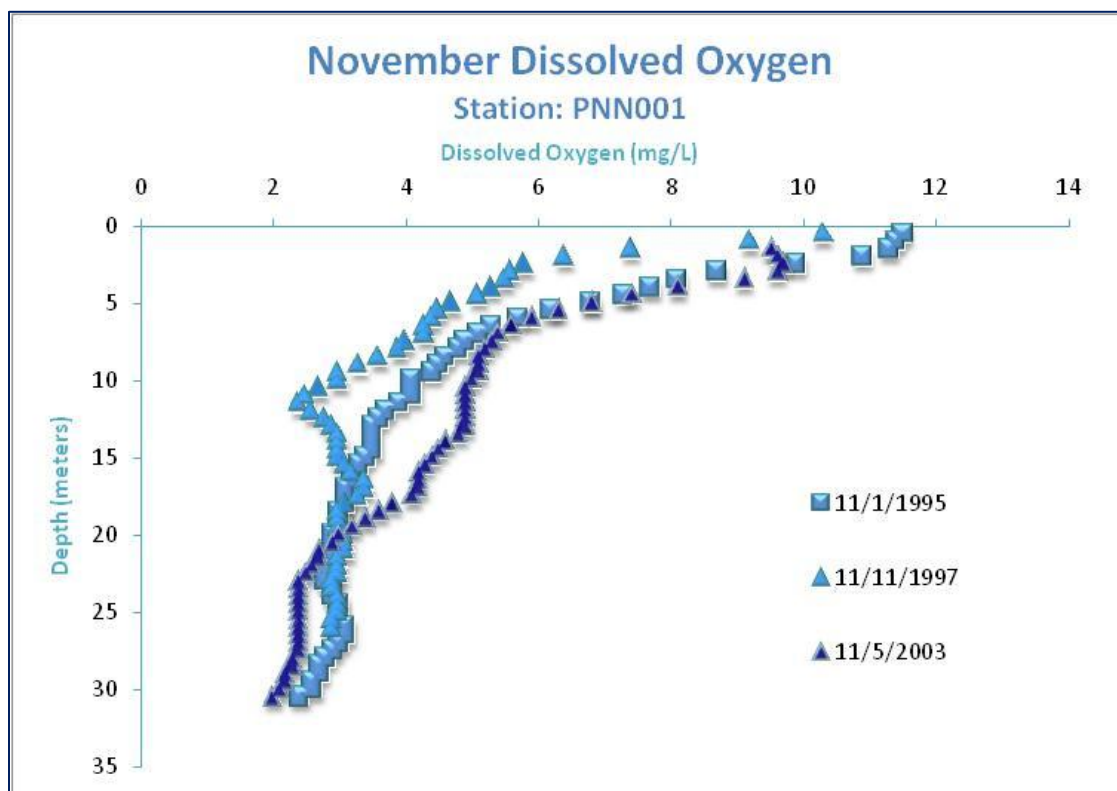 November Dissolved Oxygen
Station: PNN001
Dissolved Oxygen (mg/L)
0 2 4 6 8 10 12 14
0
5
10
15
20
25
30
35
Depth (meters)
11/1/1995
11/11/1997
11/5/2003